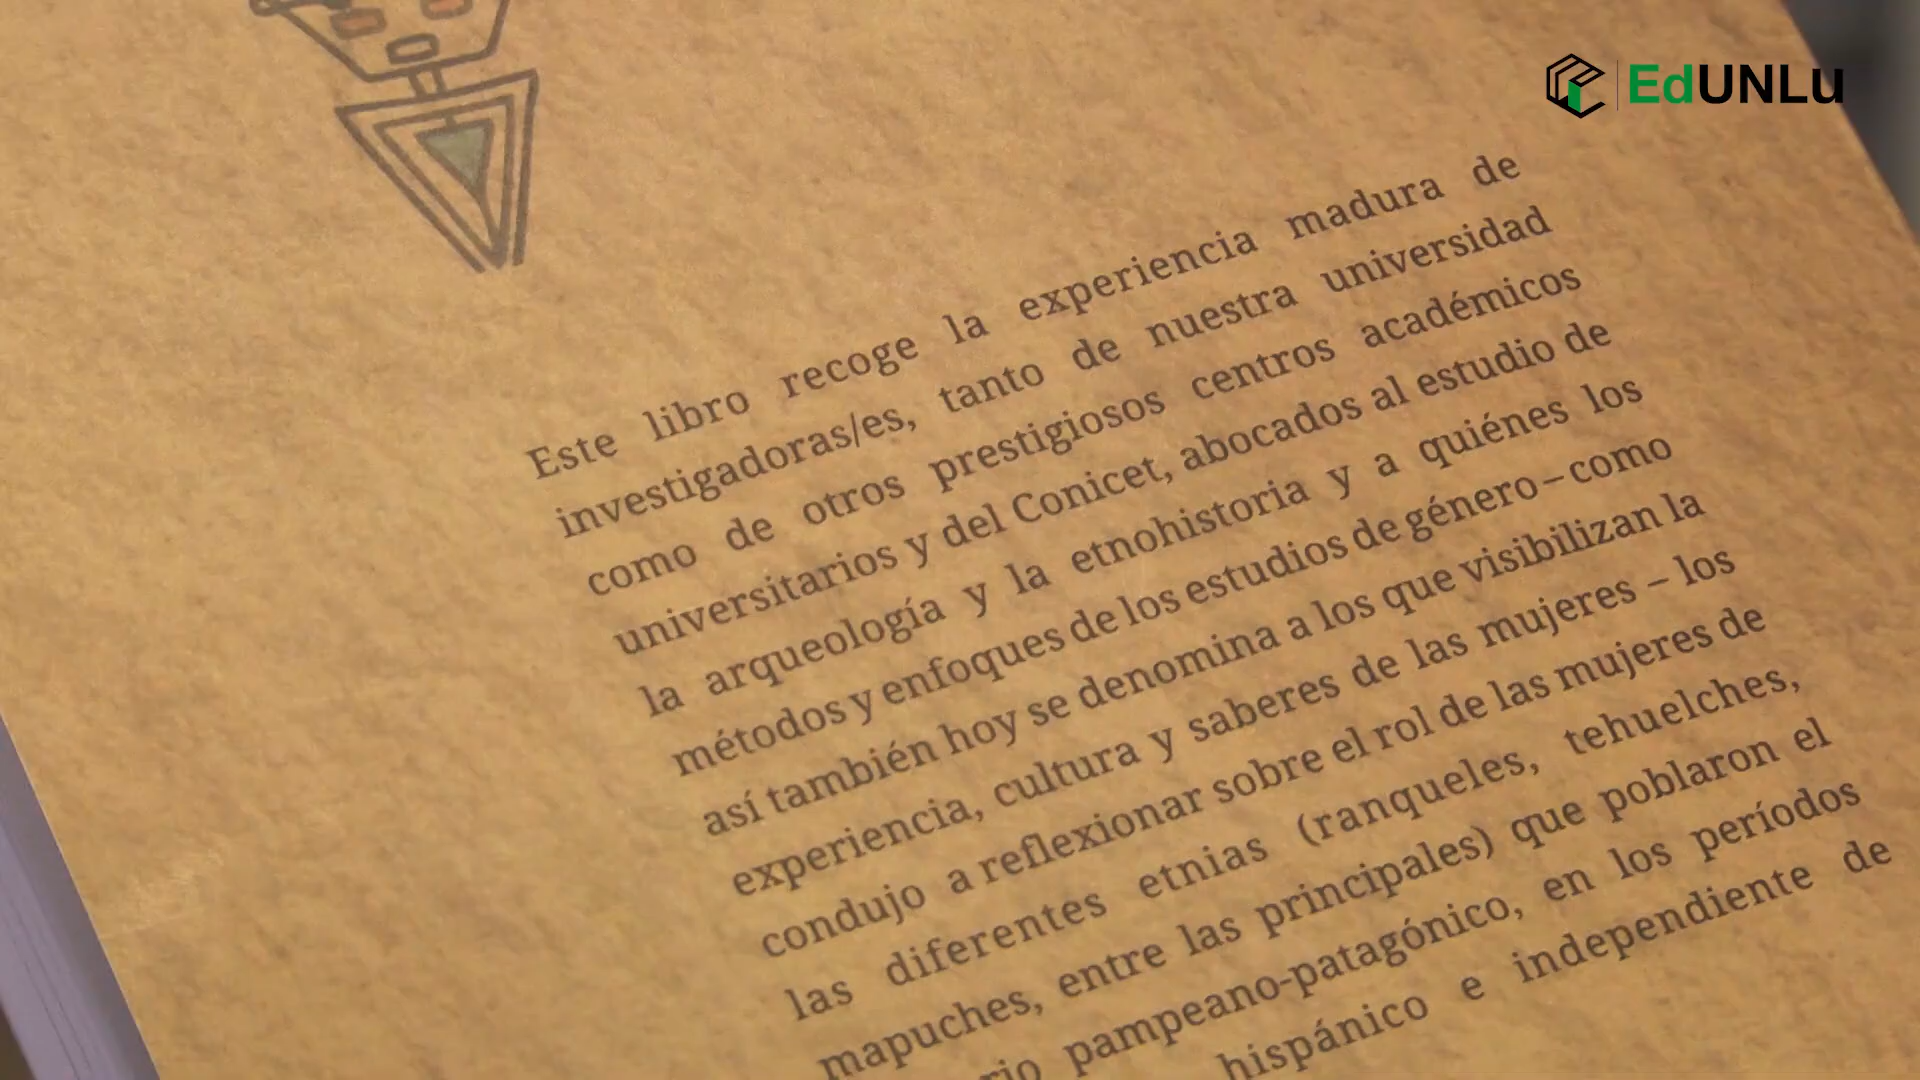 EdUNLu
Este libro recoge la experiencia madura de
investigadoras/es, tanto de nuestra universidad
como de otros prestigiosos centros académicos
universitarios y del Conicet, abocados al estudio de
la arqueología y la etnohistoria y a quiénes los
métodos y enfoques de los estudios de género – como
así también hoy se denomina a los que visibilizan la
experiencia, cultura y saberes de las mujeres – los
condujo a reflexionar sobre el rol de las mujeres de
las diferentes etnias (ranqueles, tehuelches,
mapuches, entre las principales) que poblaron el
pampeano-patagónico, en los períodos
hispánico e independiente de